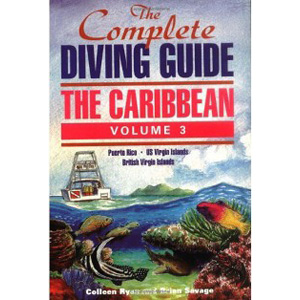 The
Complete
DIVING GUIDE
THE CARIBBEAN
VOLUME 3
Puerto Rico • US Virgin Islands
British Virgin Islands
Colleen Ryan and Brian Savage